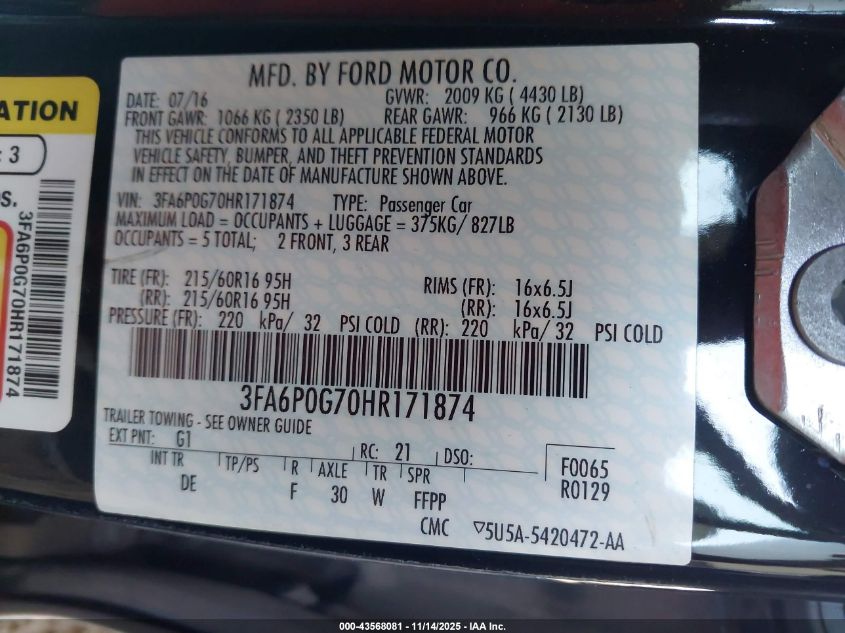 MFD. BY FORD MOTOR CO.
DATE: 07/16 GVWR: 2009 KG ( 4430 LB)
FRONT GAWR: 1066 KG ( 2350 LB) REAR GAWR: 966 KG ( 2130 LB)
THIS VEHICLE CONFORMS TO ALL APPLICABLE FEDERAL MOTOR
VEHICLE SAFETY, BUMPER, AND THEFT PREVENTION STANDARDS
IN EFFECT ON THE DATE OF MANUFACTURE SHOWN ABOVE.
VIN: 3FA6P0G70HR171874 TYPE: Passenger Car
MAXIMUM LOAD = OCCUPANTS + LUGGAGE = 375KG/ 827LB
OCCUPANTS = 5 TOTAL; 2 FRONT, 3 REAR
TIRE (FR): 215/60R16 95H RIMS (FR): 16x6.5J
(RR): 215/60R16 95H (RR): 16x6.5J
PRESSURE (FR): 220 kPa/ 32 PSI COLD (RR): 220 kPa/ 32 PSI COLD
3FA6P0G70HR171874
TRAILER TOWING - SEE OWNER GUIDE
EXT PNT: G1 RC: 21 DSO:
INT TR TP/PS R AXLE TR SPR F0065
DE F 30 W FFPP R0129
CMC ▽5U5A-5420472-AA
ATION
: 3
OS.
3FA6P0G70HR171874
000-43568081 - 11/14/2025 - IAA Inc.